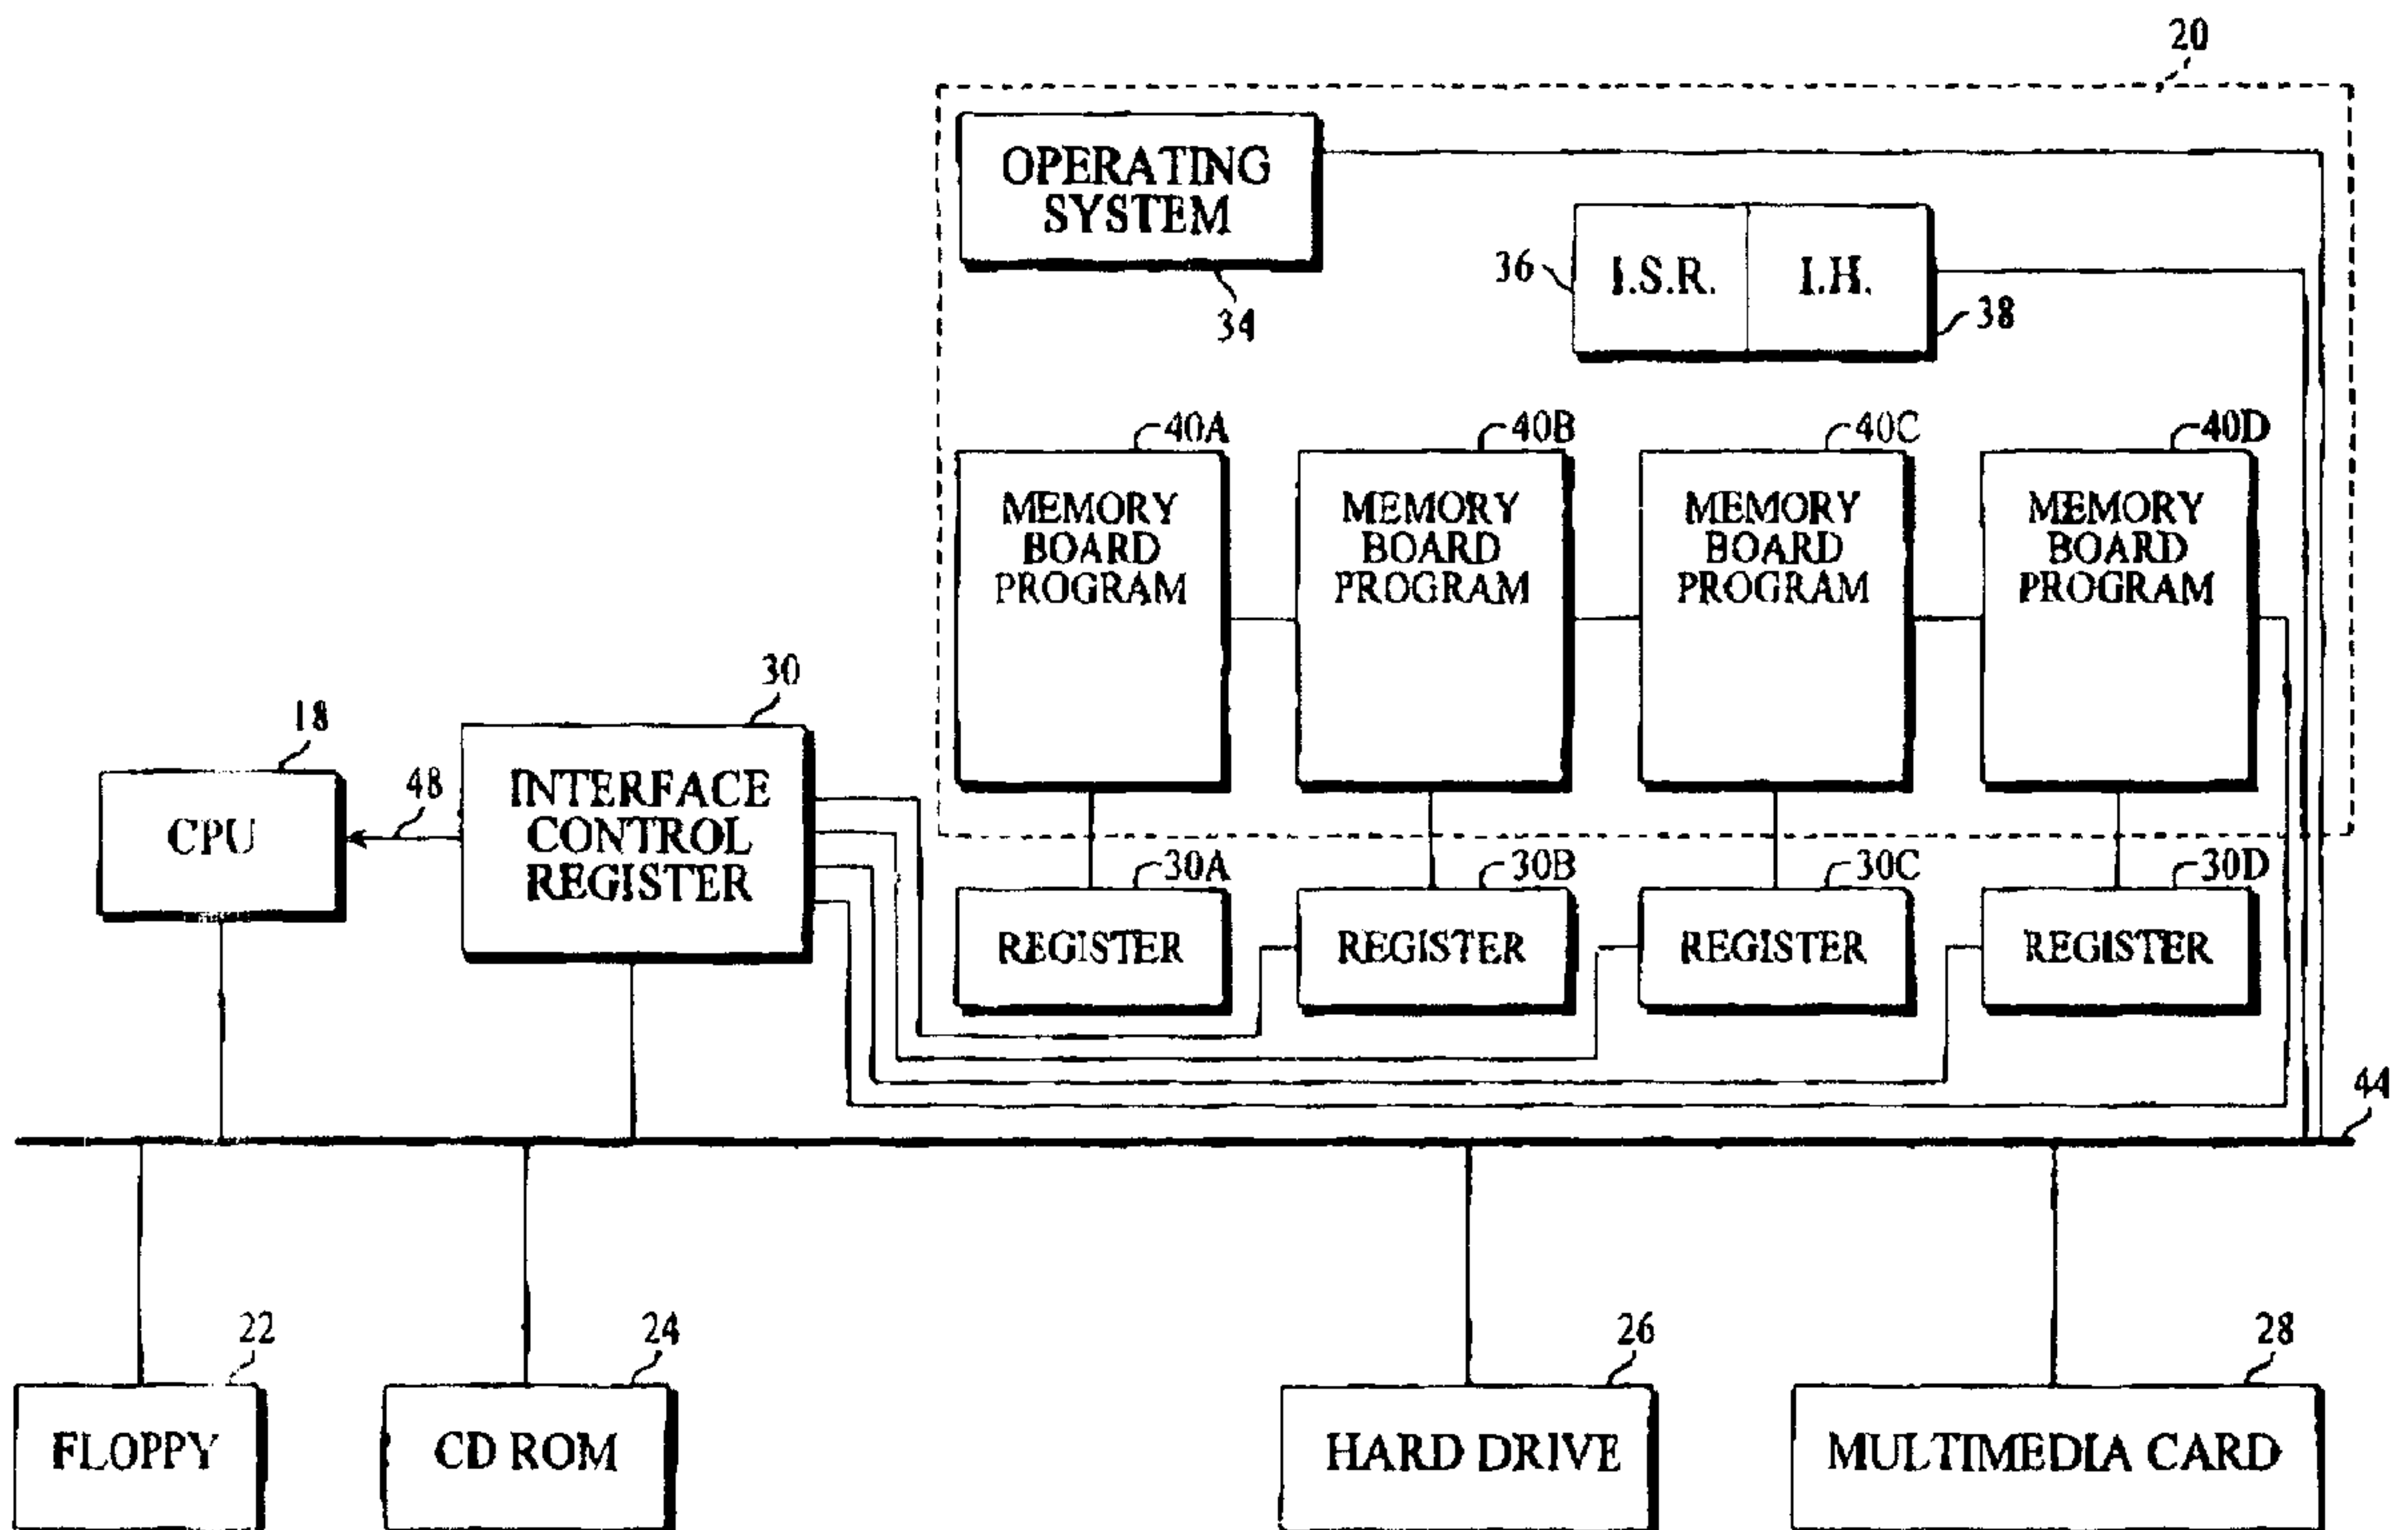 20
OPERATING
SYSTEM
34
36
I.S.R.
I.H.
38
40A
40B
40C
40D
MEMORY
BOARD
PROGRAM
MEMORY
BOARD
PROGRAM
MEMORY
BOARD
PROGRAM
MEMORY
BOARD
PROGRAM
18
CPU
48
30
INTERFACE
CONTROL
REGISTER
30A
30B
30C
30D
REGISTER
REGISTER
REGISTER
REGISTER
44
22
FLOPPY
24
CD ROM
26
HARD DRIVE
28
MULTIMEDIA CARD